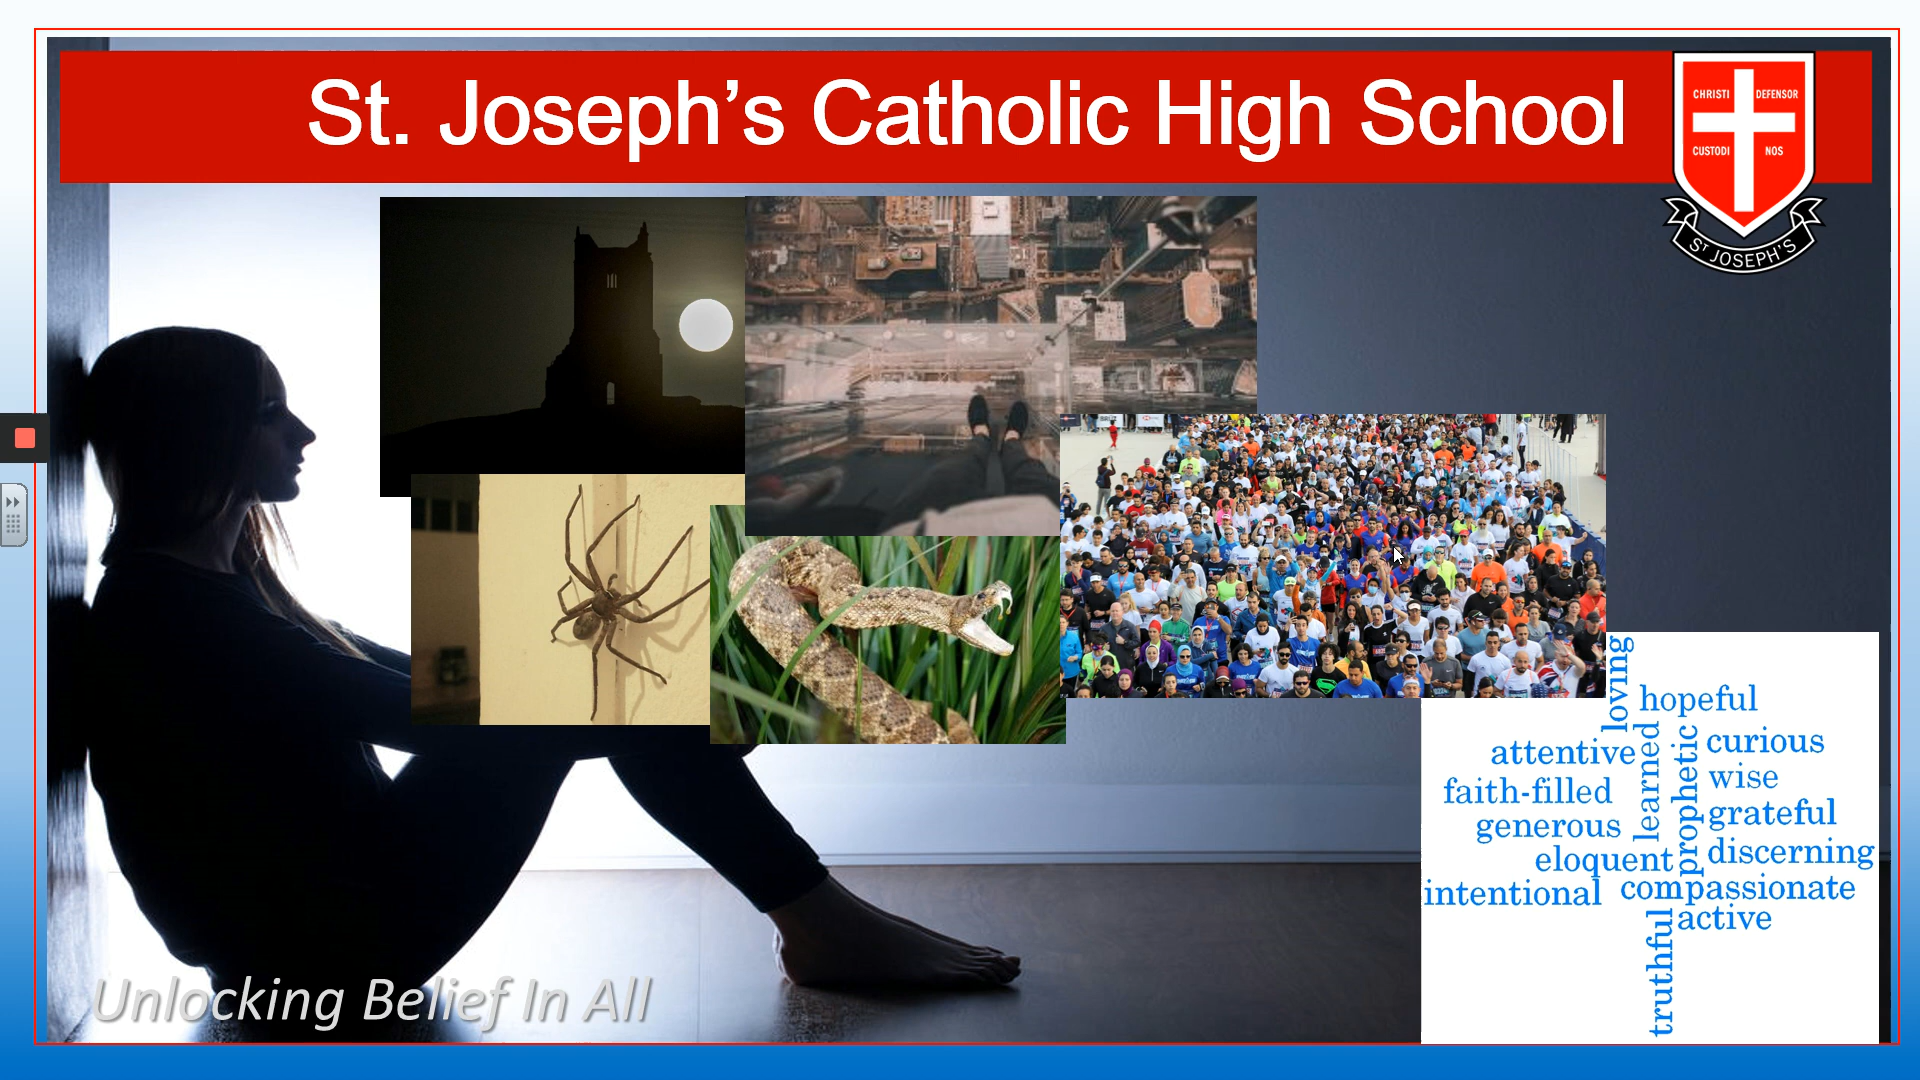 St. Joseph's Catholic High School
CHRISTI DEFENSOR
CUSTODI NOS
ST JOSEPH'S
loving
hopeful
attentive
learned
prophetic
curious
faith-filled
wise
generous
grateful
eloquent
discerning
intentional
compassionate
active
truthful
Unlocking Belief In All